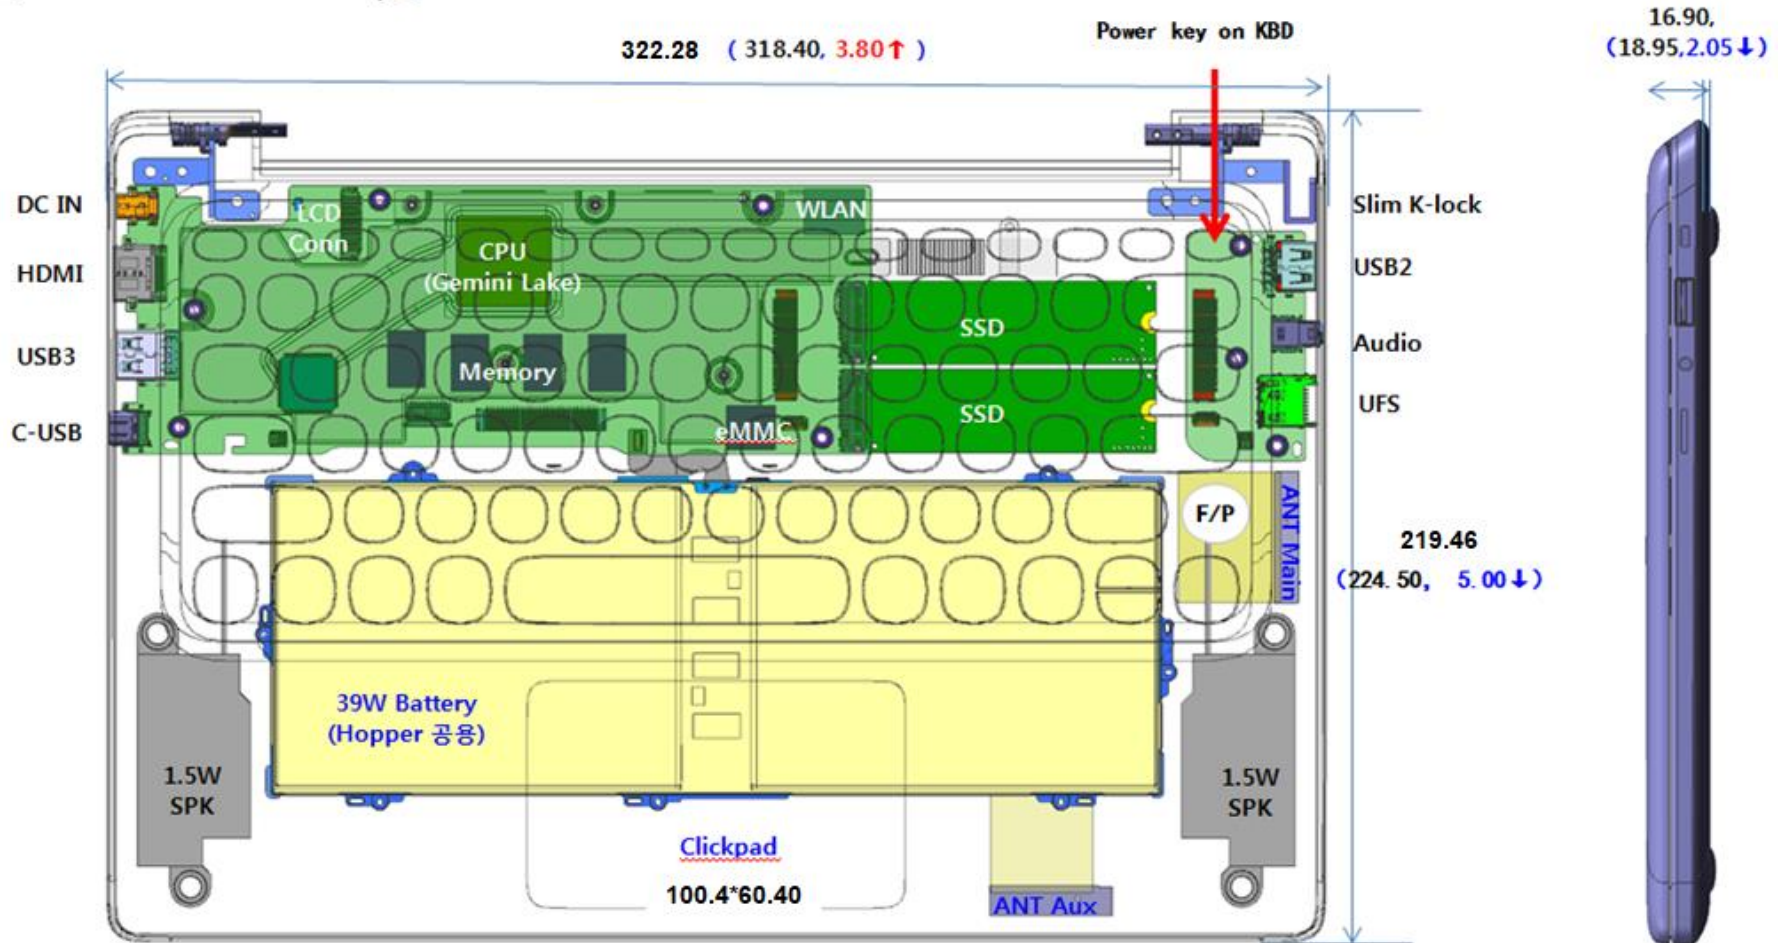 322.28 ( 318.40, 3.80↑ )
Power key on KBD
16.90,
(18.95,2.05↓)
DC IN
HDMI
USB3
C-USB
LCD
Conn
CPU
(Gemini Lake)
WLAN
Memory
eMMC
SSD
SSD
Slim K-lock
USB2
Audio
UFS
F/P
ANT Main
219.46
(224.50, 5.00↓)
39W Battery
(Hopper 공용)
1.5W
SPK
1.5W
SPK
Clickpad
100.4*60.40
ANT Aux